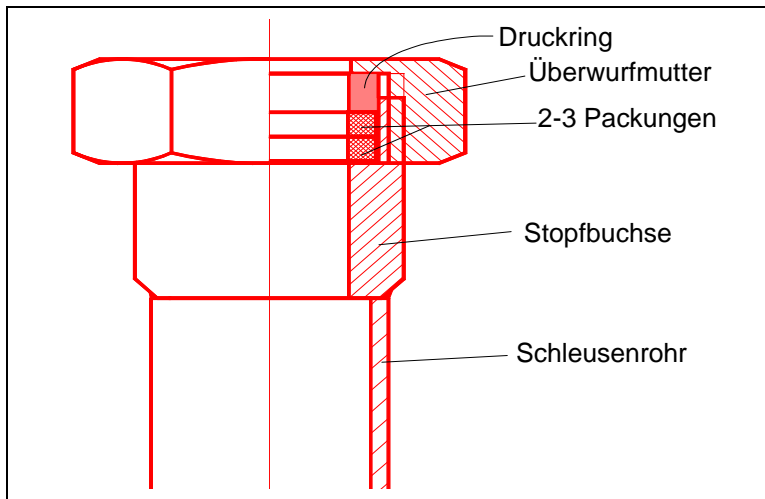 Druckring
Überwurfmutter
2-3 Packungen
Stopfbuchse
Schleusenrohr